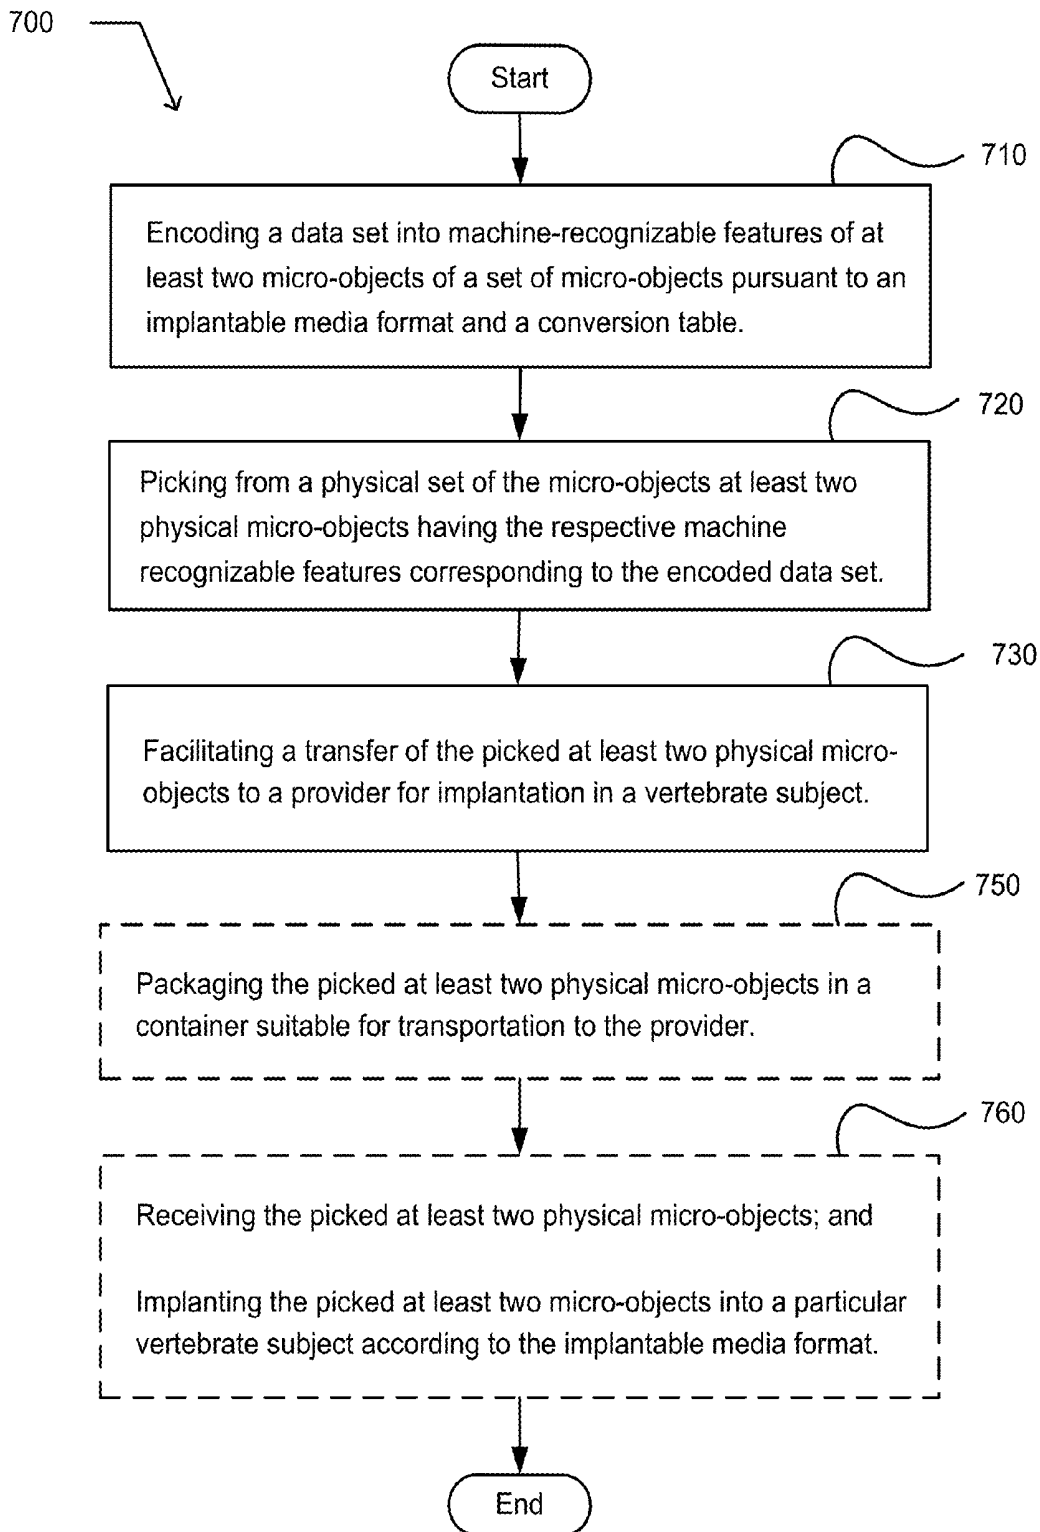 700
Start
710
Encoding a data set into machine-recognizable features of at
least two micro-objects of a set of micro-objects pursuant to an
implantable media format and a conversion table.
720
Picking from a physical set of the micro-objects at least two
physical micro-objects having the respective machine
recognizable features corresponding to the encoded data set.
730
Facilitating a transfer of the picked at least two physical micro-
objects to a provider for implantation in a vertebrate subject.
750
Packaging the picked at least two physical micro-objects in a
container suitable for transportation to the provider.
760
Receiving the picked at least two physical micro-objects; and
Implanting the picked at least two micro-objects into a particular
vertebrate subject according to the implantable media format.
End